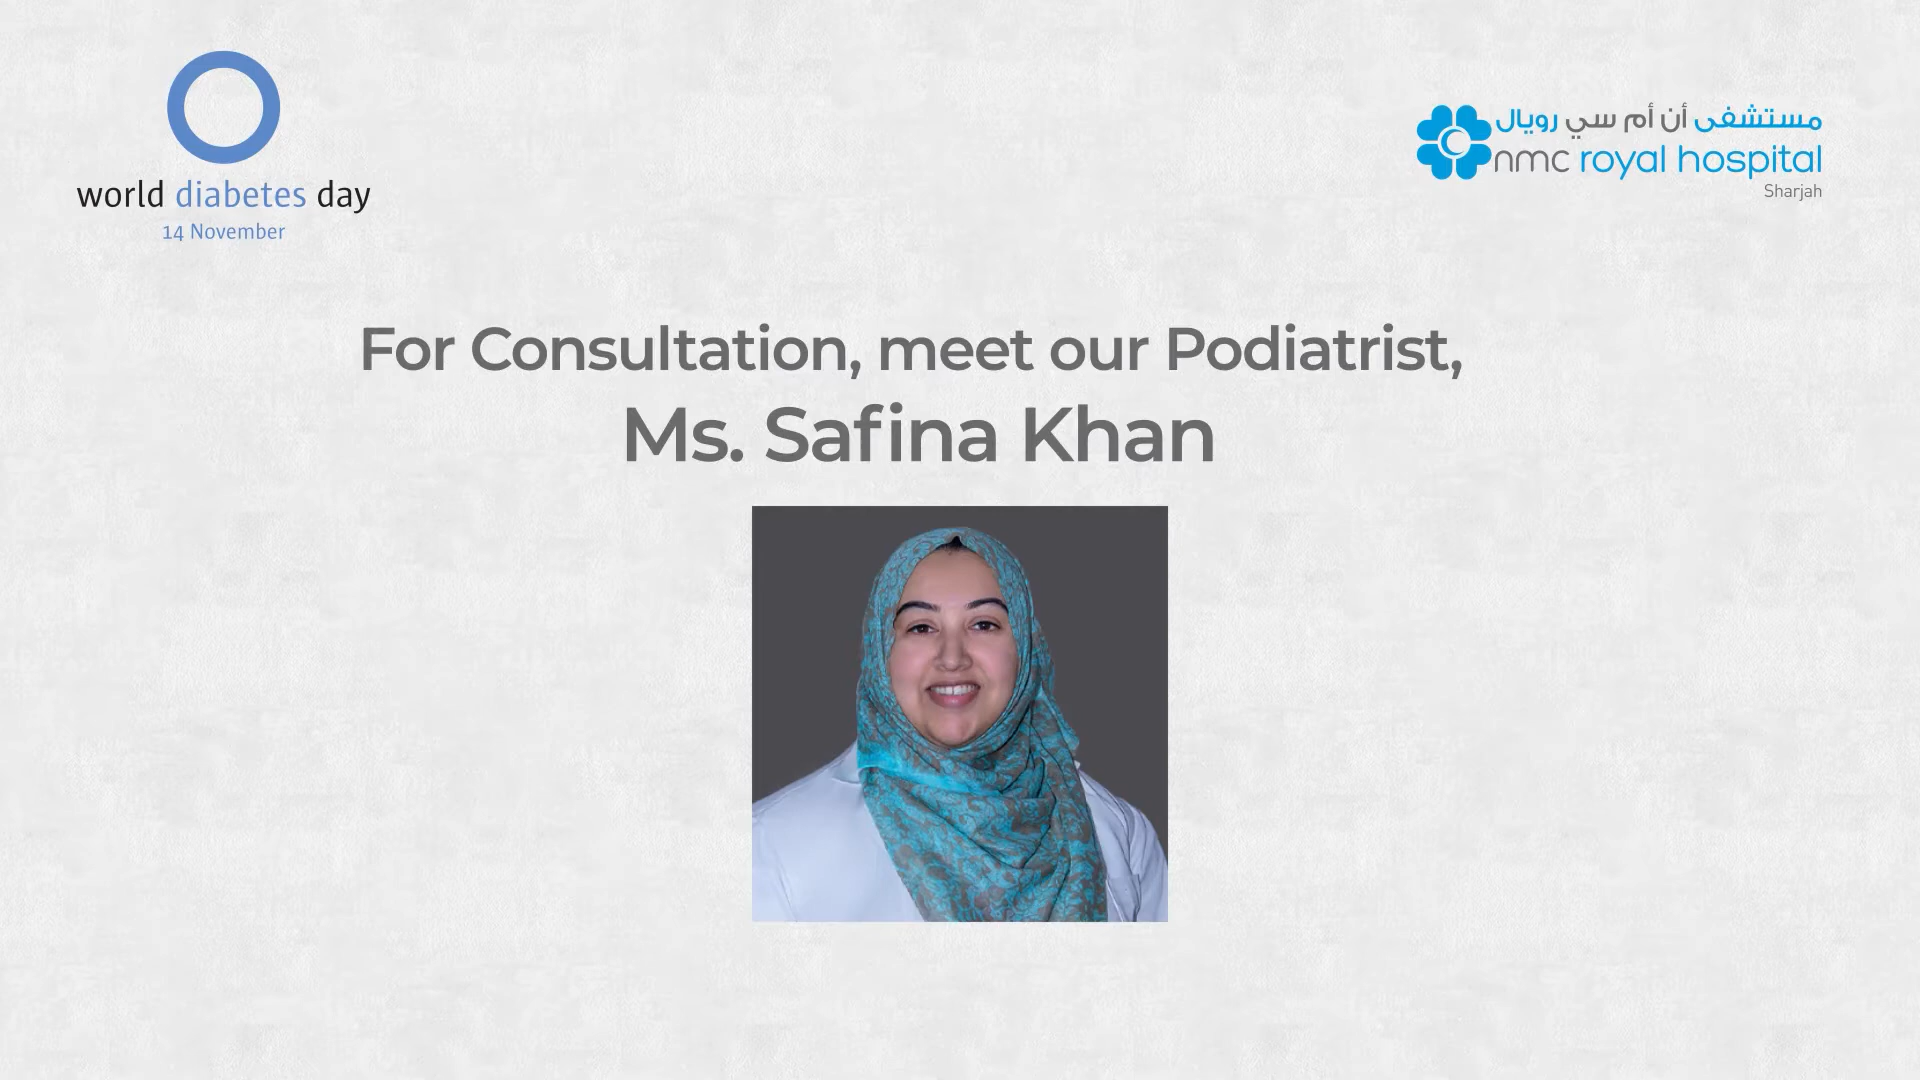 world diabetes day
14 November
مستشفى أن أم سي رويال
nmc royal hospital
Sharjah
For Consultation, meet our Podiatrist,
Ms. Safina Khan